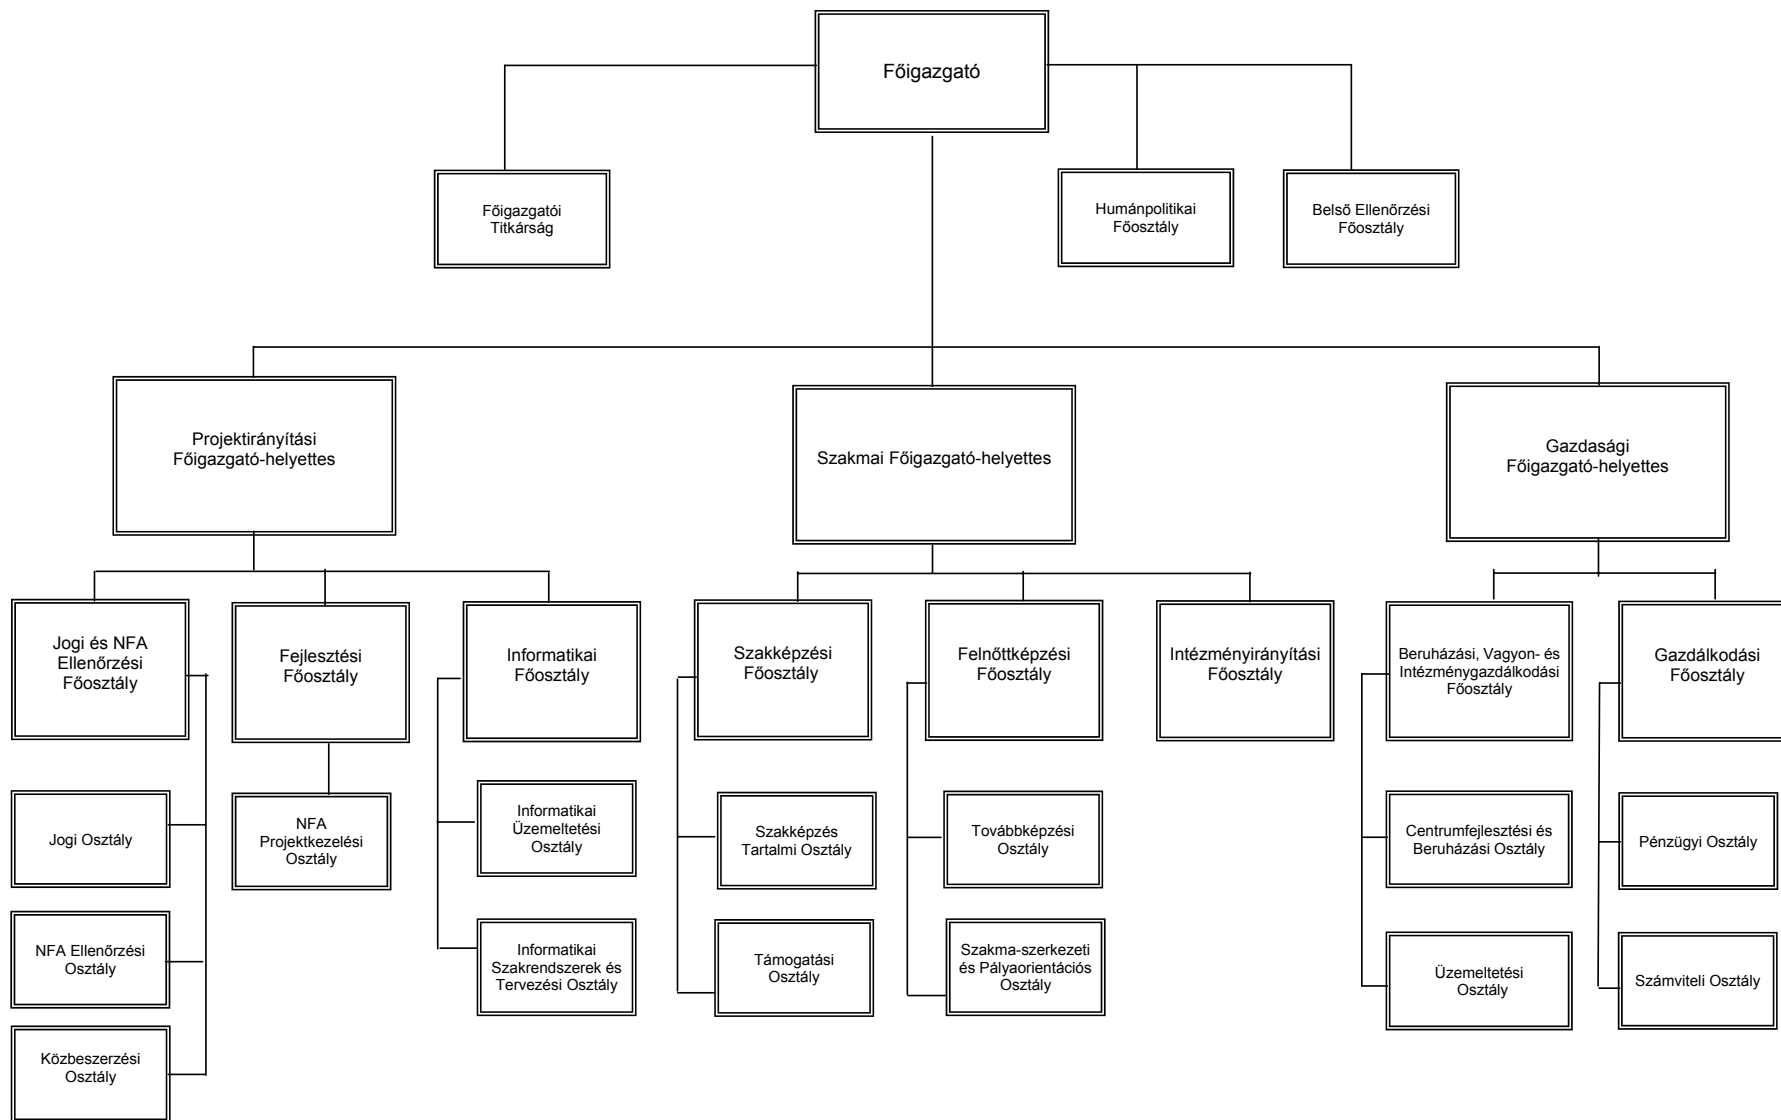 Főigazgató
Főigazgatói
Titkárság
Humánpolitikai
Főosztály
Belső Ellenőrzési
Főosztály
Projektirányítási
Főigazgató-helyettes
Szakmai Főigazgató-helyettes
Gazdasági
Főigazgató-helyettes
Jogi és NFA
Ellenőrzési
Főosztály
Fejlesztési
Főosztály
Informatikai
Főosztály
Szakképzési
Főosztály
Felnőttképzési
Főosztály
Intézményirányítási
Főosztály
Beruházási, Vagyon- és
Intézménygazdálkodási
Főosztály
Gazdálkodási
Főosztály
Jogi Osztály
NFA
Projektkezelési
Osztály
Informatikai
Üzemeltetési
Osztály
Szakképzés
Tartalmi Osztály
Továbbképzési
Osztály
Centrumfejlesztési és
Beruházási Osztály
Pénzügyi Osztály
NFA Ellenőrzési
Osztály
Informatikai
Szakrendszerek és
Tervezési Osztály
Támogatási
Osztály
Szakma-szerkezeti
és Pályaorientációs
Osztály
Üzemeltetési
Osztály
Számviteli Osztály
Közbeszerzési
Osztály